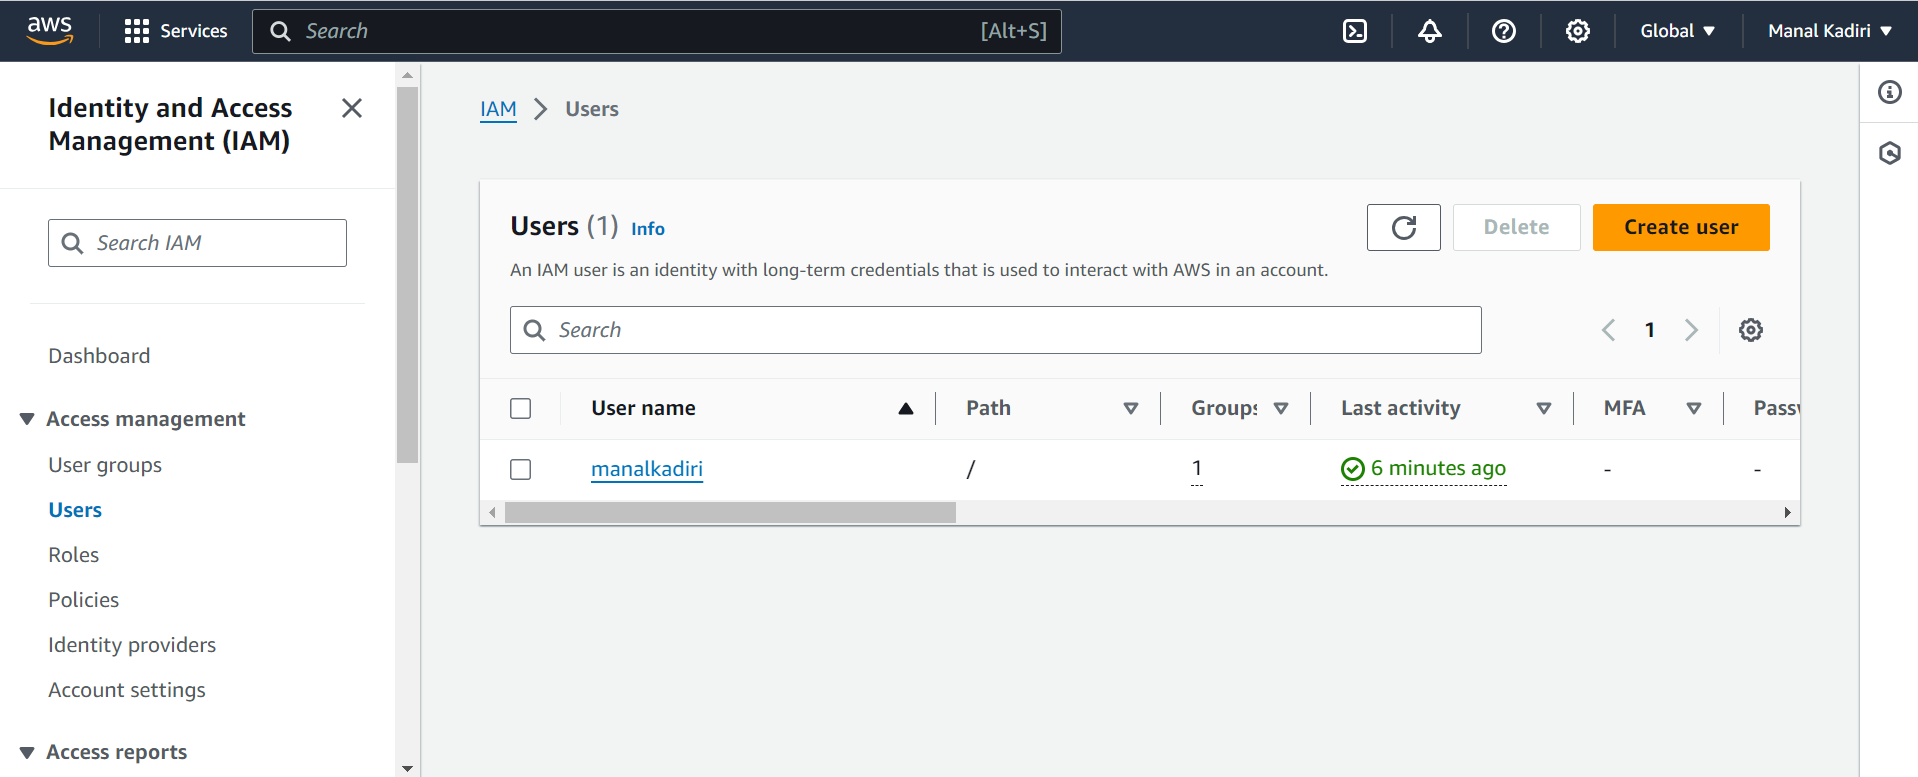 aws
Services
Search [Alt+S]
Global
Manal Kadiri
Identity and Access
Management (IAM)
Search IAM
Dashboard
Access management
User groups
Users
Roles
Policies
Identity providers
Account settings
Access reports
IAM > Users
Users (1) Info
Delete
Create user
An IAM user is an identity with long-term credentials that is used to interact with AWS in an account.
Search
1
User name Path Groups Last activity MFA Passw
manalkadiri / 1 6 minutes ago - -